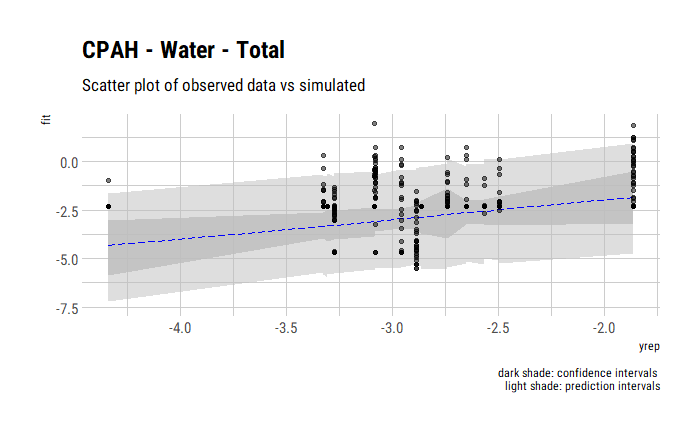 CPAH - Water - Total
Scatter plot of observed data vs simulated
fit
0.0
-2.5
-5.0
-7.5
-4.0 -3.5 -3.0 -2.5 -2.0
yrep
dark shade: confidence intervals
light shade: prediction intervals